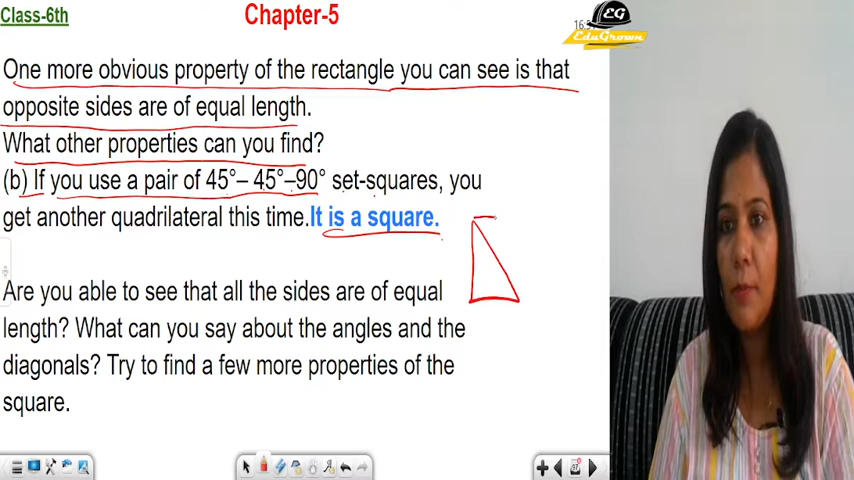 Class-6th
Chapter-5
EG
EduGrown
One more obvious property of the rectangle you can see is that
opposite sides are of equal length.
What other properties can you find?
(b) If you use a pair of 45°– 45°–90° set-squares, you
get another quadrilateral this time.It is a square.
Are you able to see that all the sides are of equal
length? What can you say about the angles and the
diagonals? Try to find a few more properties of the
square.